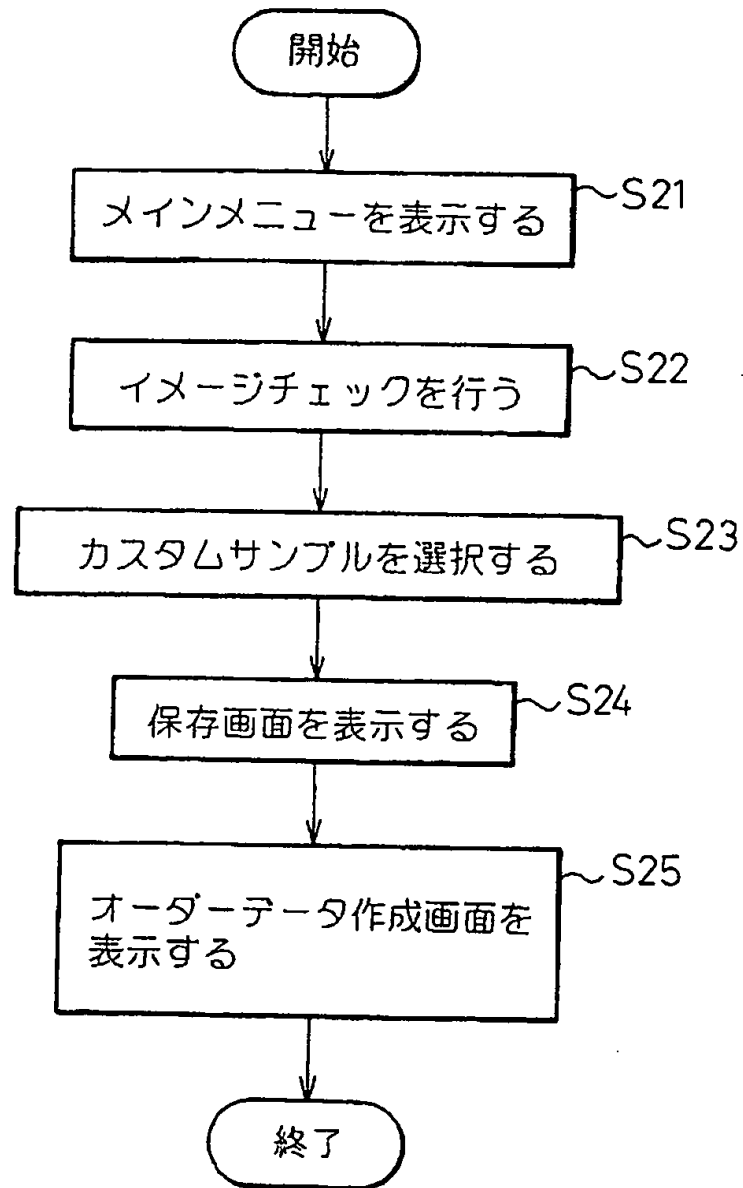 開始
メインメニューを表示する
S21
イメージチェックを行う
S22
カスタムサンプルを選択する
S23
保存画面を表示する
S24
オーダーデータ作成画面を
表示する
S25
終了